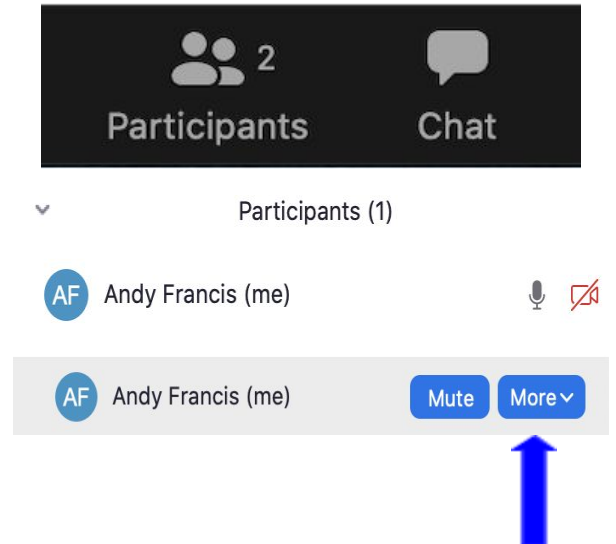 2
Participants Chat
Participants (1)
AF Andy Francis (me)
AF Andy Francis (me) Mute More